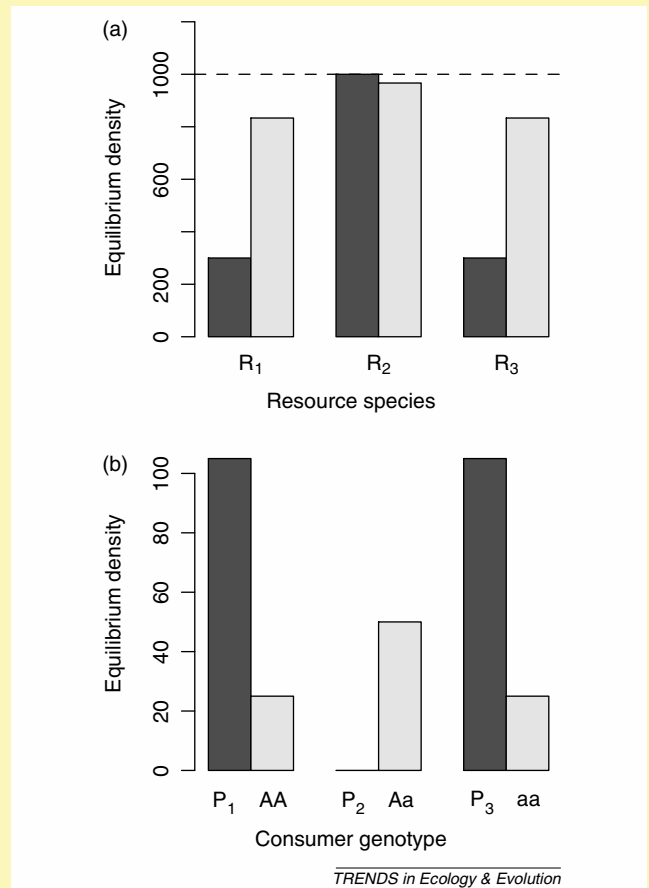 (a)
Equilibrium density
0
200
600
1000
R1 R2 R3
Resource species
(b)
Equilibrium density
0
20
40
60
80
100
P1 AA P2 Aa P3 aa
Consumer genotype
TRENDS in Ecology & Evolution